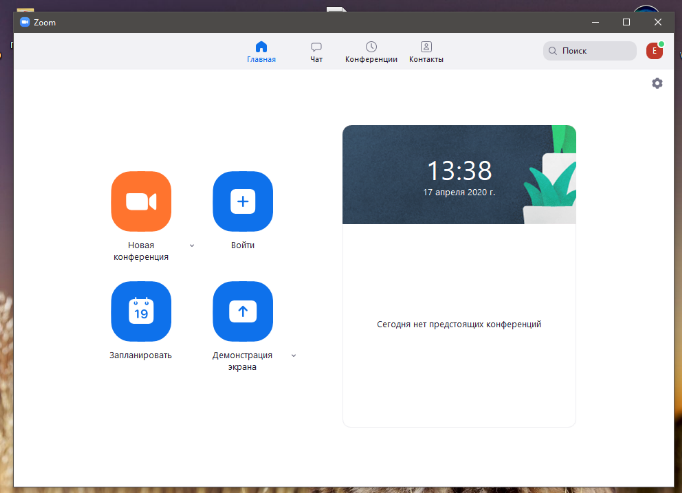 Zoom
Главная
Чат
Конференции
Контакты
Поиск
E
13:38
17 апреля 2020 г.
Новая
конференция
Войти
19
Запланировать
Демонстрация
экрана
Сегодня нет предстоящих конференций